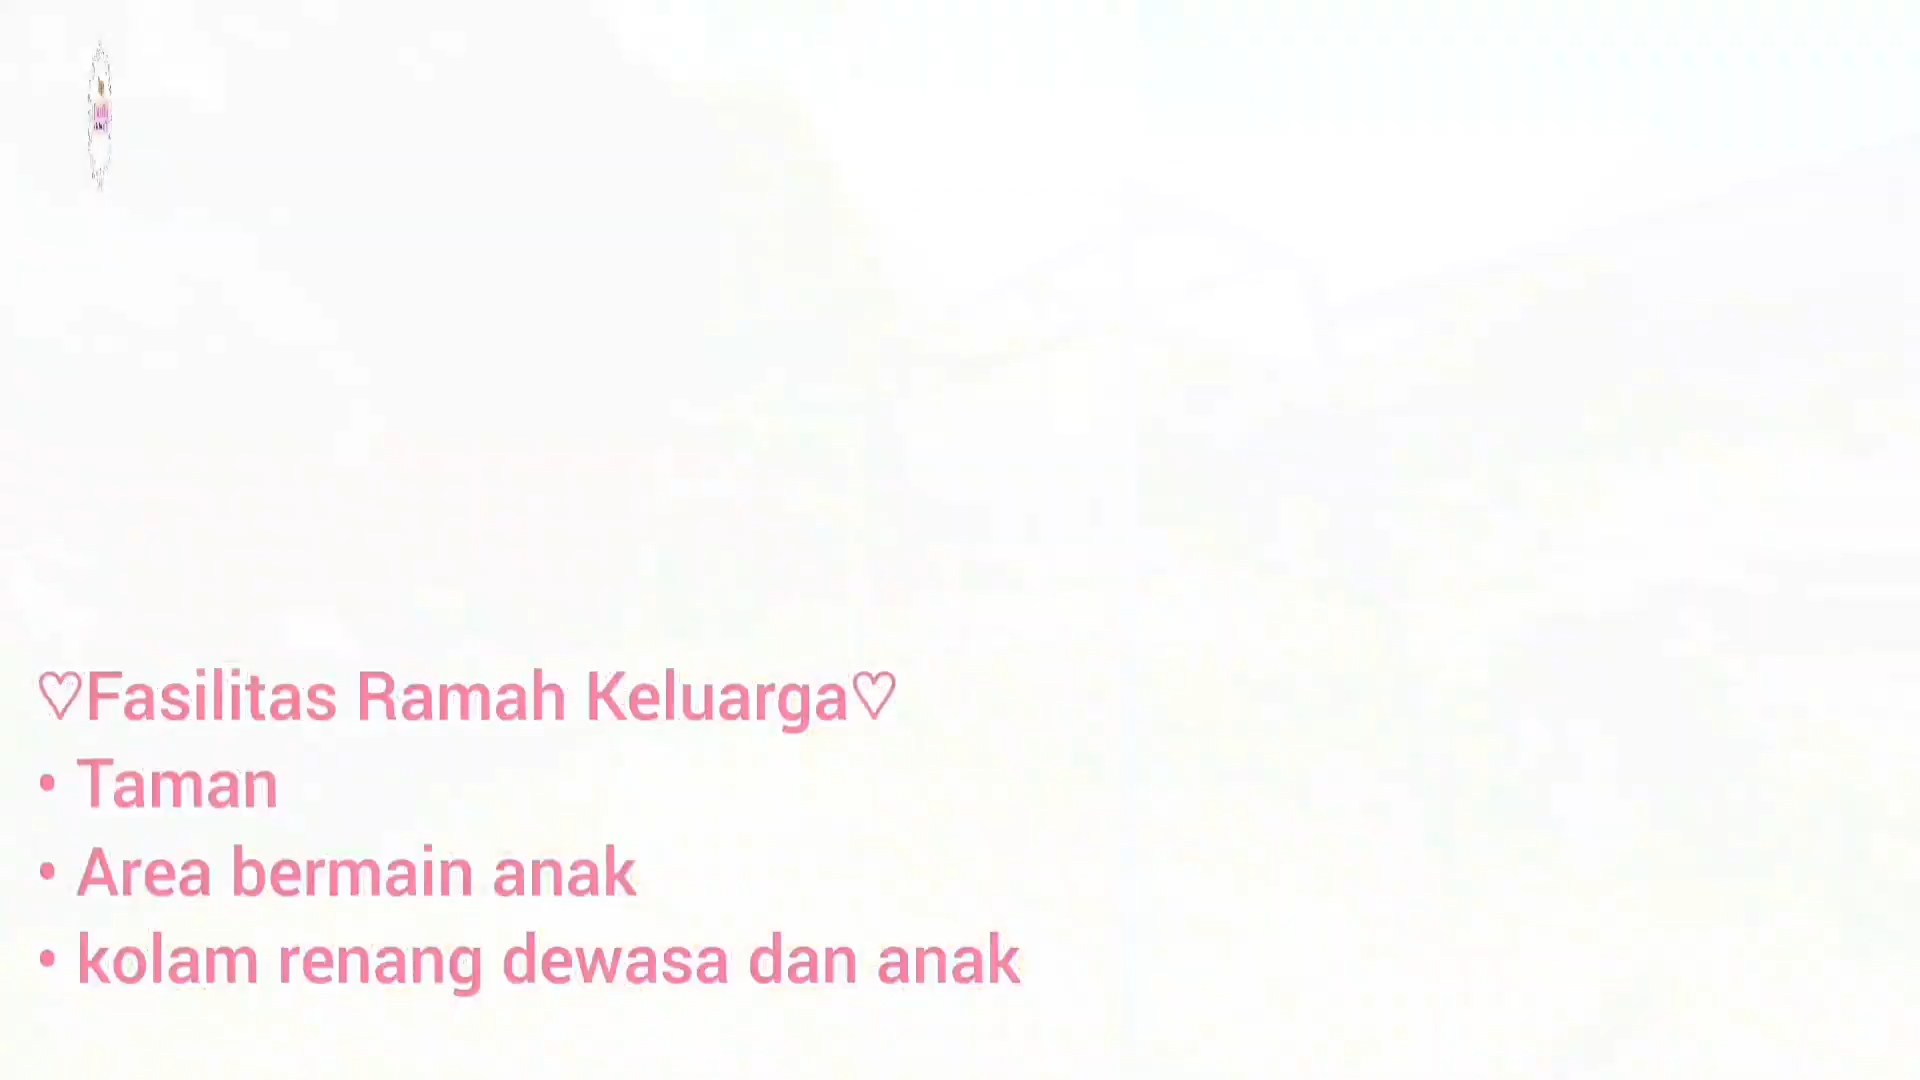 ♡Fasilitas Ramah Keluarga♡
• Taman
• Area bermain anak
• kolam renang dewasa dan anak